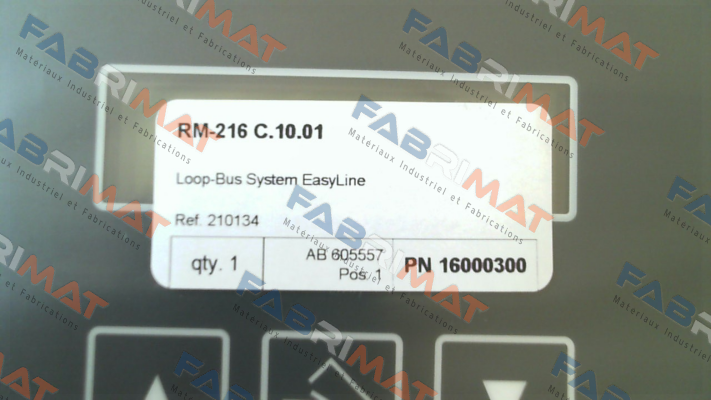 RM-216 C.10.01
Loop-Bus System EasyLine
Ref. 210134
qty. 1
AB 605557
Pos. 1
PN 16000300
FABRIMAT
Materiaux Industriel et Fabrications